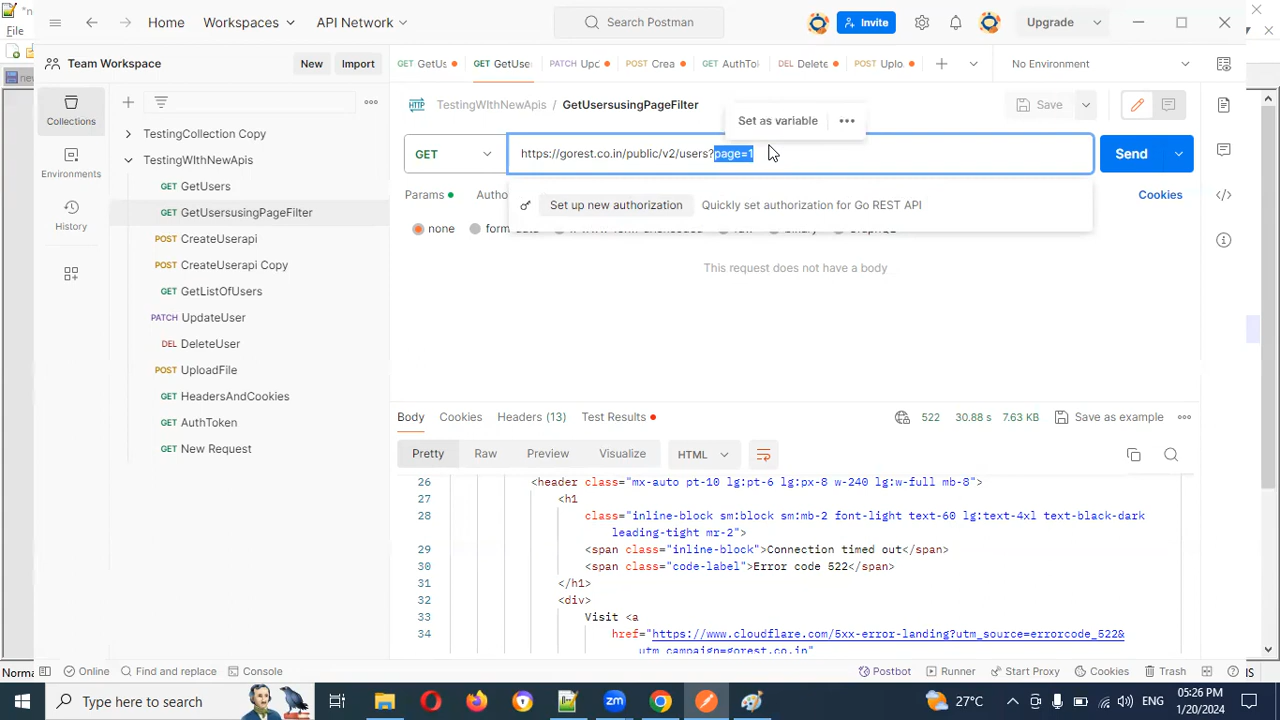 "n
File
Home
Workspaces
API Network
Search Postman
Invite
Upgrade
Team Workspace
New
Import
GetUs
GetUse
PATCH Upd
POST Crea
GET AuthTo
Delete
POST Uplo
No Environment
Collections
HTTP TestingWIthNewApis / GetUsersusingPageFilter
Save
TestingCollection Copy
Set as variable
GET
https://gorest.co.in/public/v2/users?page=1
Send
TestingWIthNewApis
Environments
GET GetUsers
Params
Autho
Cookies
Set up new authorization
Quickly set authorization for Go REST API
GET GetUsersusingPageFilter
History
none
form-data
POST CreateUserapi
This request does not have a body
POST CreateUserapi Copy
GET GetListOfUsers
PATCH UpdateUser
DEL DeleteUser
POST UploadFile
GET HeadersAndCookies
GET AuthToken
GET New Request
Body
Cookies
Headers (13)
Test Results
522
30.88 s
7.63 KB
Save as example
Pretty
Raw
Preview
Visualize
HTML
26 <header class="mx-auto pt-10 lg:pt-6 lg:px-8 w-240 lg:w-full mb-8">
27 <h1
28 class="inline-block sm:block sm:mb-2 font-light text-60 lg:text-4xl text-black-dark
leading-tight mr-2">
29 <span class="inline-block">Connection timed out</span>
30 <span class="code-label">Error code 522</span>
31 </h1>
32 <div>
33 Visit <a
34 href="https://www.cloudflare.com/5xx-error-landing?utm_source=errorcode_522&
utm_campaign=gorest.co.in"
Norma
Online
Find and replace
Console
Postbot
Runner
Start Proxy
Cookies
Trash
IS
Type here to search
27°C
ENG
05:26 PM
1/20/2024